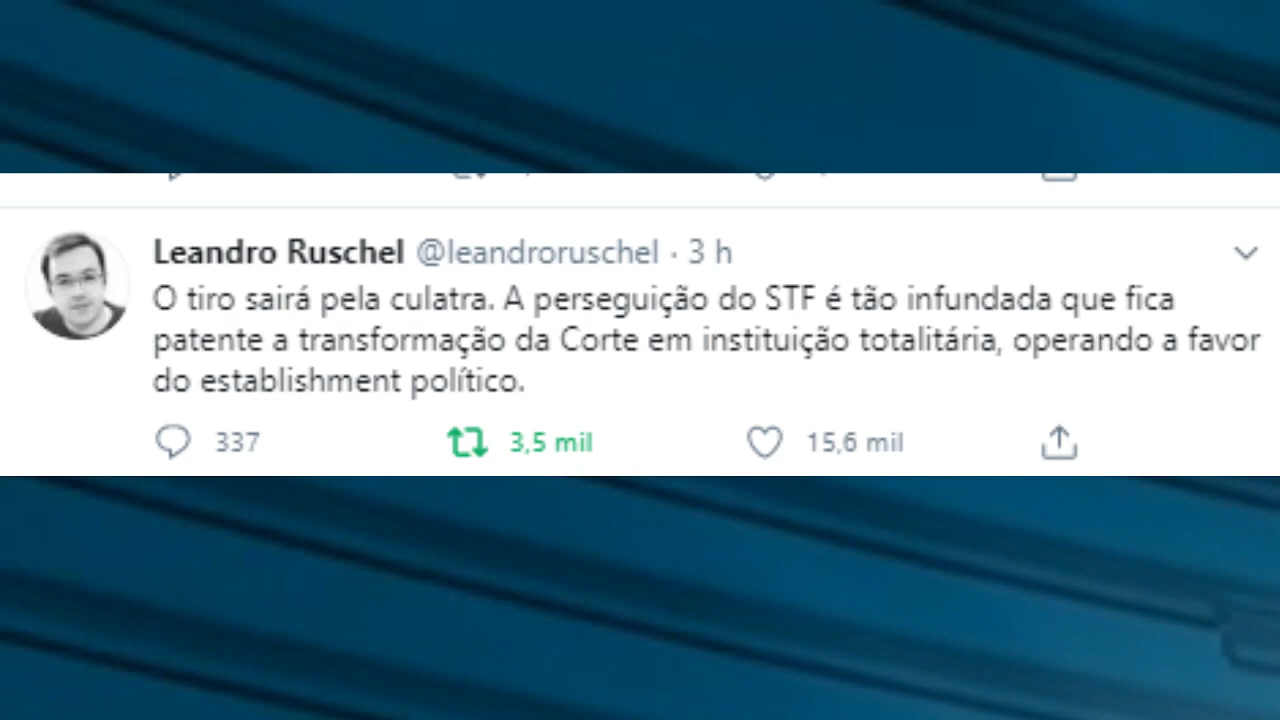 Leandro Ruschel @leandroruschel · 3 h
O tiro sairá pela culatra. A perseguição do STF é tão infundada que fica
patente a transformação da Corte em instituição totalitária, operando a favor
do establishment político.
337 3,5 mil 15,6 mil